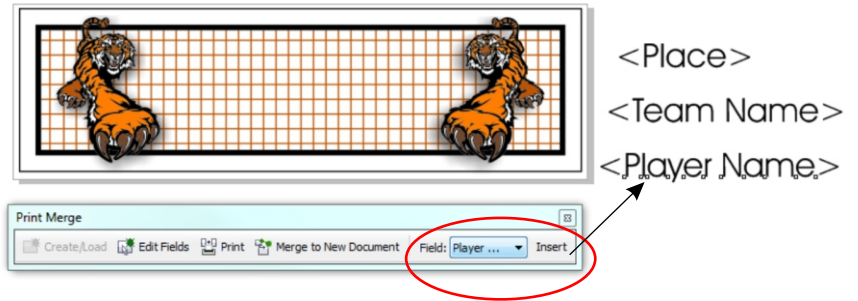 <Place>
<Team Name>
<Player Name>
Print Merge
Create/Load Edit Fields Print Merge to New Document Field: Player ... Insert